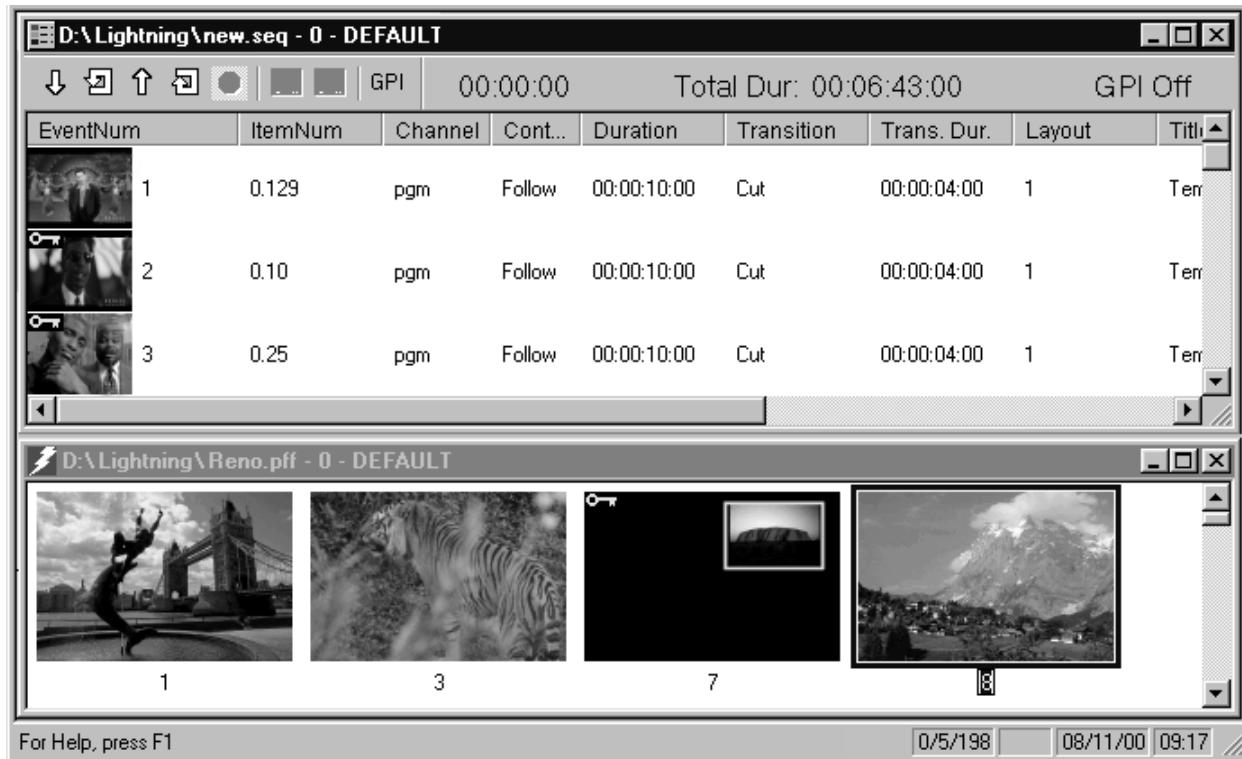 D:\Lightning\new.seq - 0 - DEFAULT
GPI 00:00:00 Total Dur: 00:06:43:00 GPI Off
EventNum ItemNum Channel Cont... Duration Transition Trans. Dur. Layout Title
1 0.129 pgm Follow 00:00:10:00 Cut 00:00:04:00 1 Tem
2 0.10 pgm Follow 00:00:10:00 Cut 00:00:04:00 1 Tem
3 0.25 pgm Follow 00:00:10:00 Cut 00:00:04:00 1 Tem
D:\Lightning\Reno.pff - 0 - DEFAULT
1 3 7 8
For Help, press F1 0/5/198 08/11/00 09:17